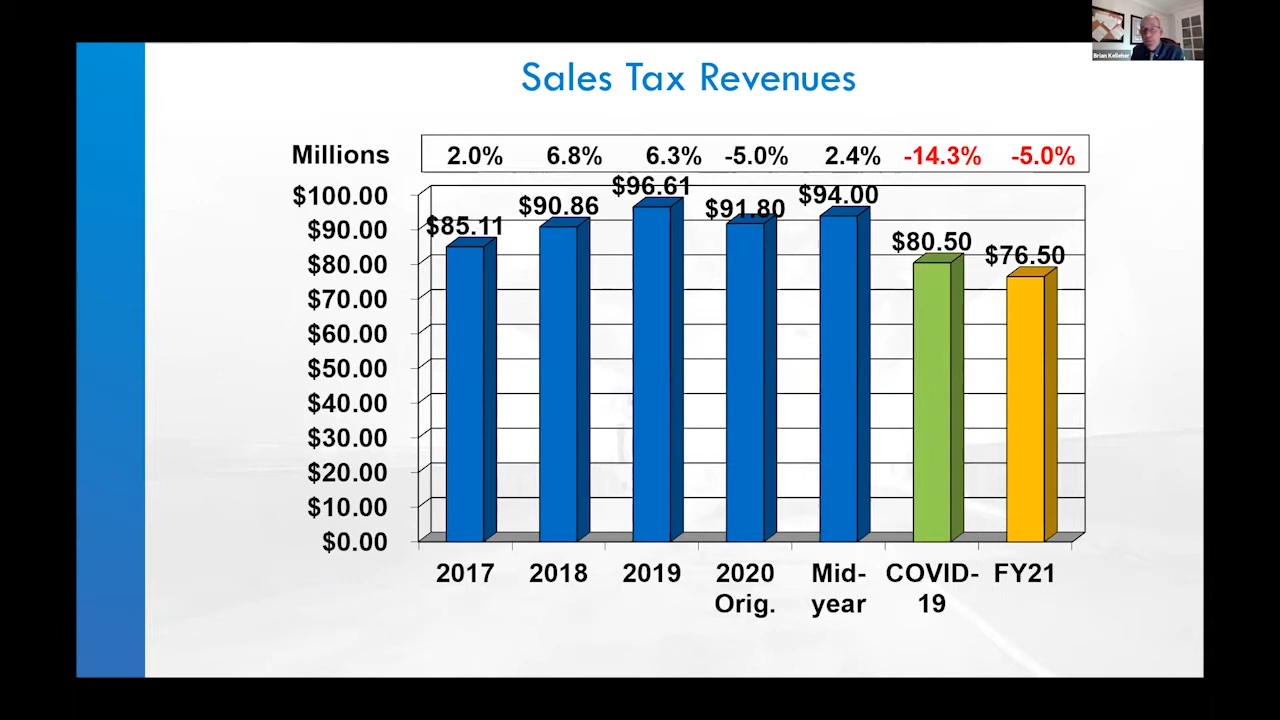 Brian Kelleher
Sales Tax Revenues
Millions 2.0% 6.8% 6.3% -5.0% 2.4% -14.3% -5.0%
$85.11 $90.86 $96.61 $91.80 $94.00 $80.50 $76.50
$100.00
$90.00
$80.00
$70.00
$60.00
$50.00
$40.00
$30.00
$20.00
$10.00
$0.00
2017 2018 2019 2020 Mid- COVID- FY21
Orig. year 19